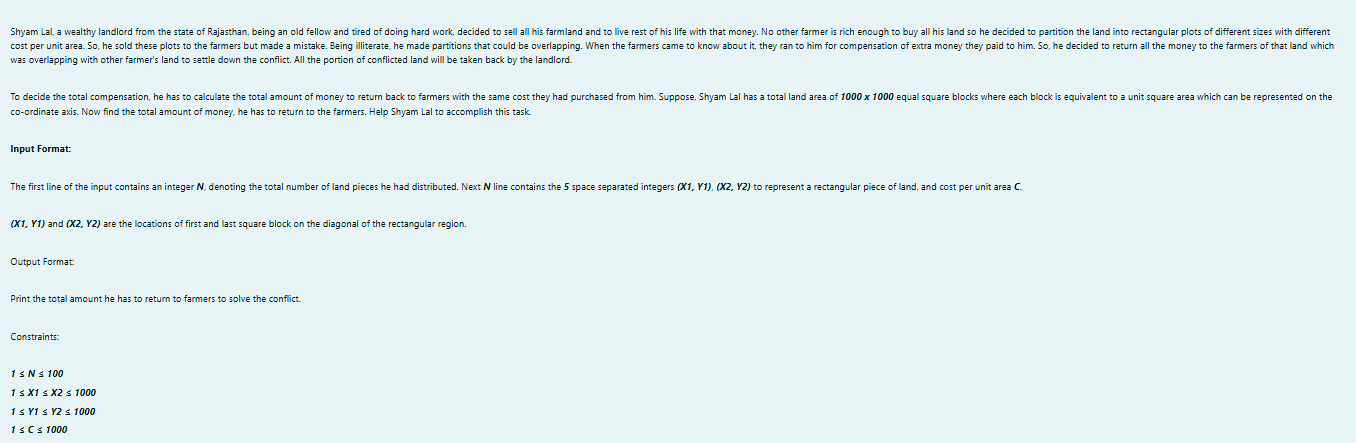 Shyam Lal, a wealthy landlord from the state of Rajasthan, being an old fellow and tired of doing hard work, decided to sell all his farmland and to live rest of his life with that money. No other farmer is rich enough to buy all his land so he decided to partition the land into rectangular plots of different sizes with different
cost per unit area. So, he sold these plots to the farmers but made a mistake. Being illiterate, he made partitions that could be overlapping. When the farmers came to know about it, they ran to him for compensation of extra money they paid to him. So, he decided to return all the money to the farmers of that land which
was overlapping with other farmer's land to settle down the conflict. All the portion of conflicted land will be taken back by the landlord.
To decide the total compensation, he has to calculate the total amount of money to return back to farmers with the same cost they had purchased from him. Suppose, Shyam Lal has a total land area of 1000 x 1000 equal square blocks where each block is equivalent to a unit square area which can be represented on the
co-ordinate axis. Now find the total amount of money, he has to return to the farmers. Help Shyam Lal to accomplish this task.
Input Format:
The first line of the input contains an integer N, denoting the total number of land pieces he had distributed. Next N line contains the 5 space separated integers (X1, Y1), (X2, Y2) to represent a rectangular piece of land, and cost per unit area C.
(X1, Y1) and (X2, Y2) are the locations of first and last square block on the diagonal of the rectangular region.
Output Format:
Print the total amount he has to return to farmers to solve the conflict.
Constraints:
1 ≤ N ≤ 100
1 ≤ X1 ≤ X2 ≤ 1000
1 ≤ Y1 ≤ Y2 ≤ 1000
1 ≤ C ≤ 1000